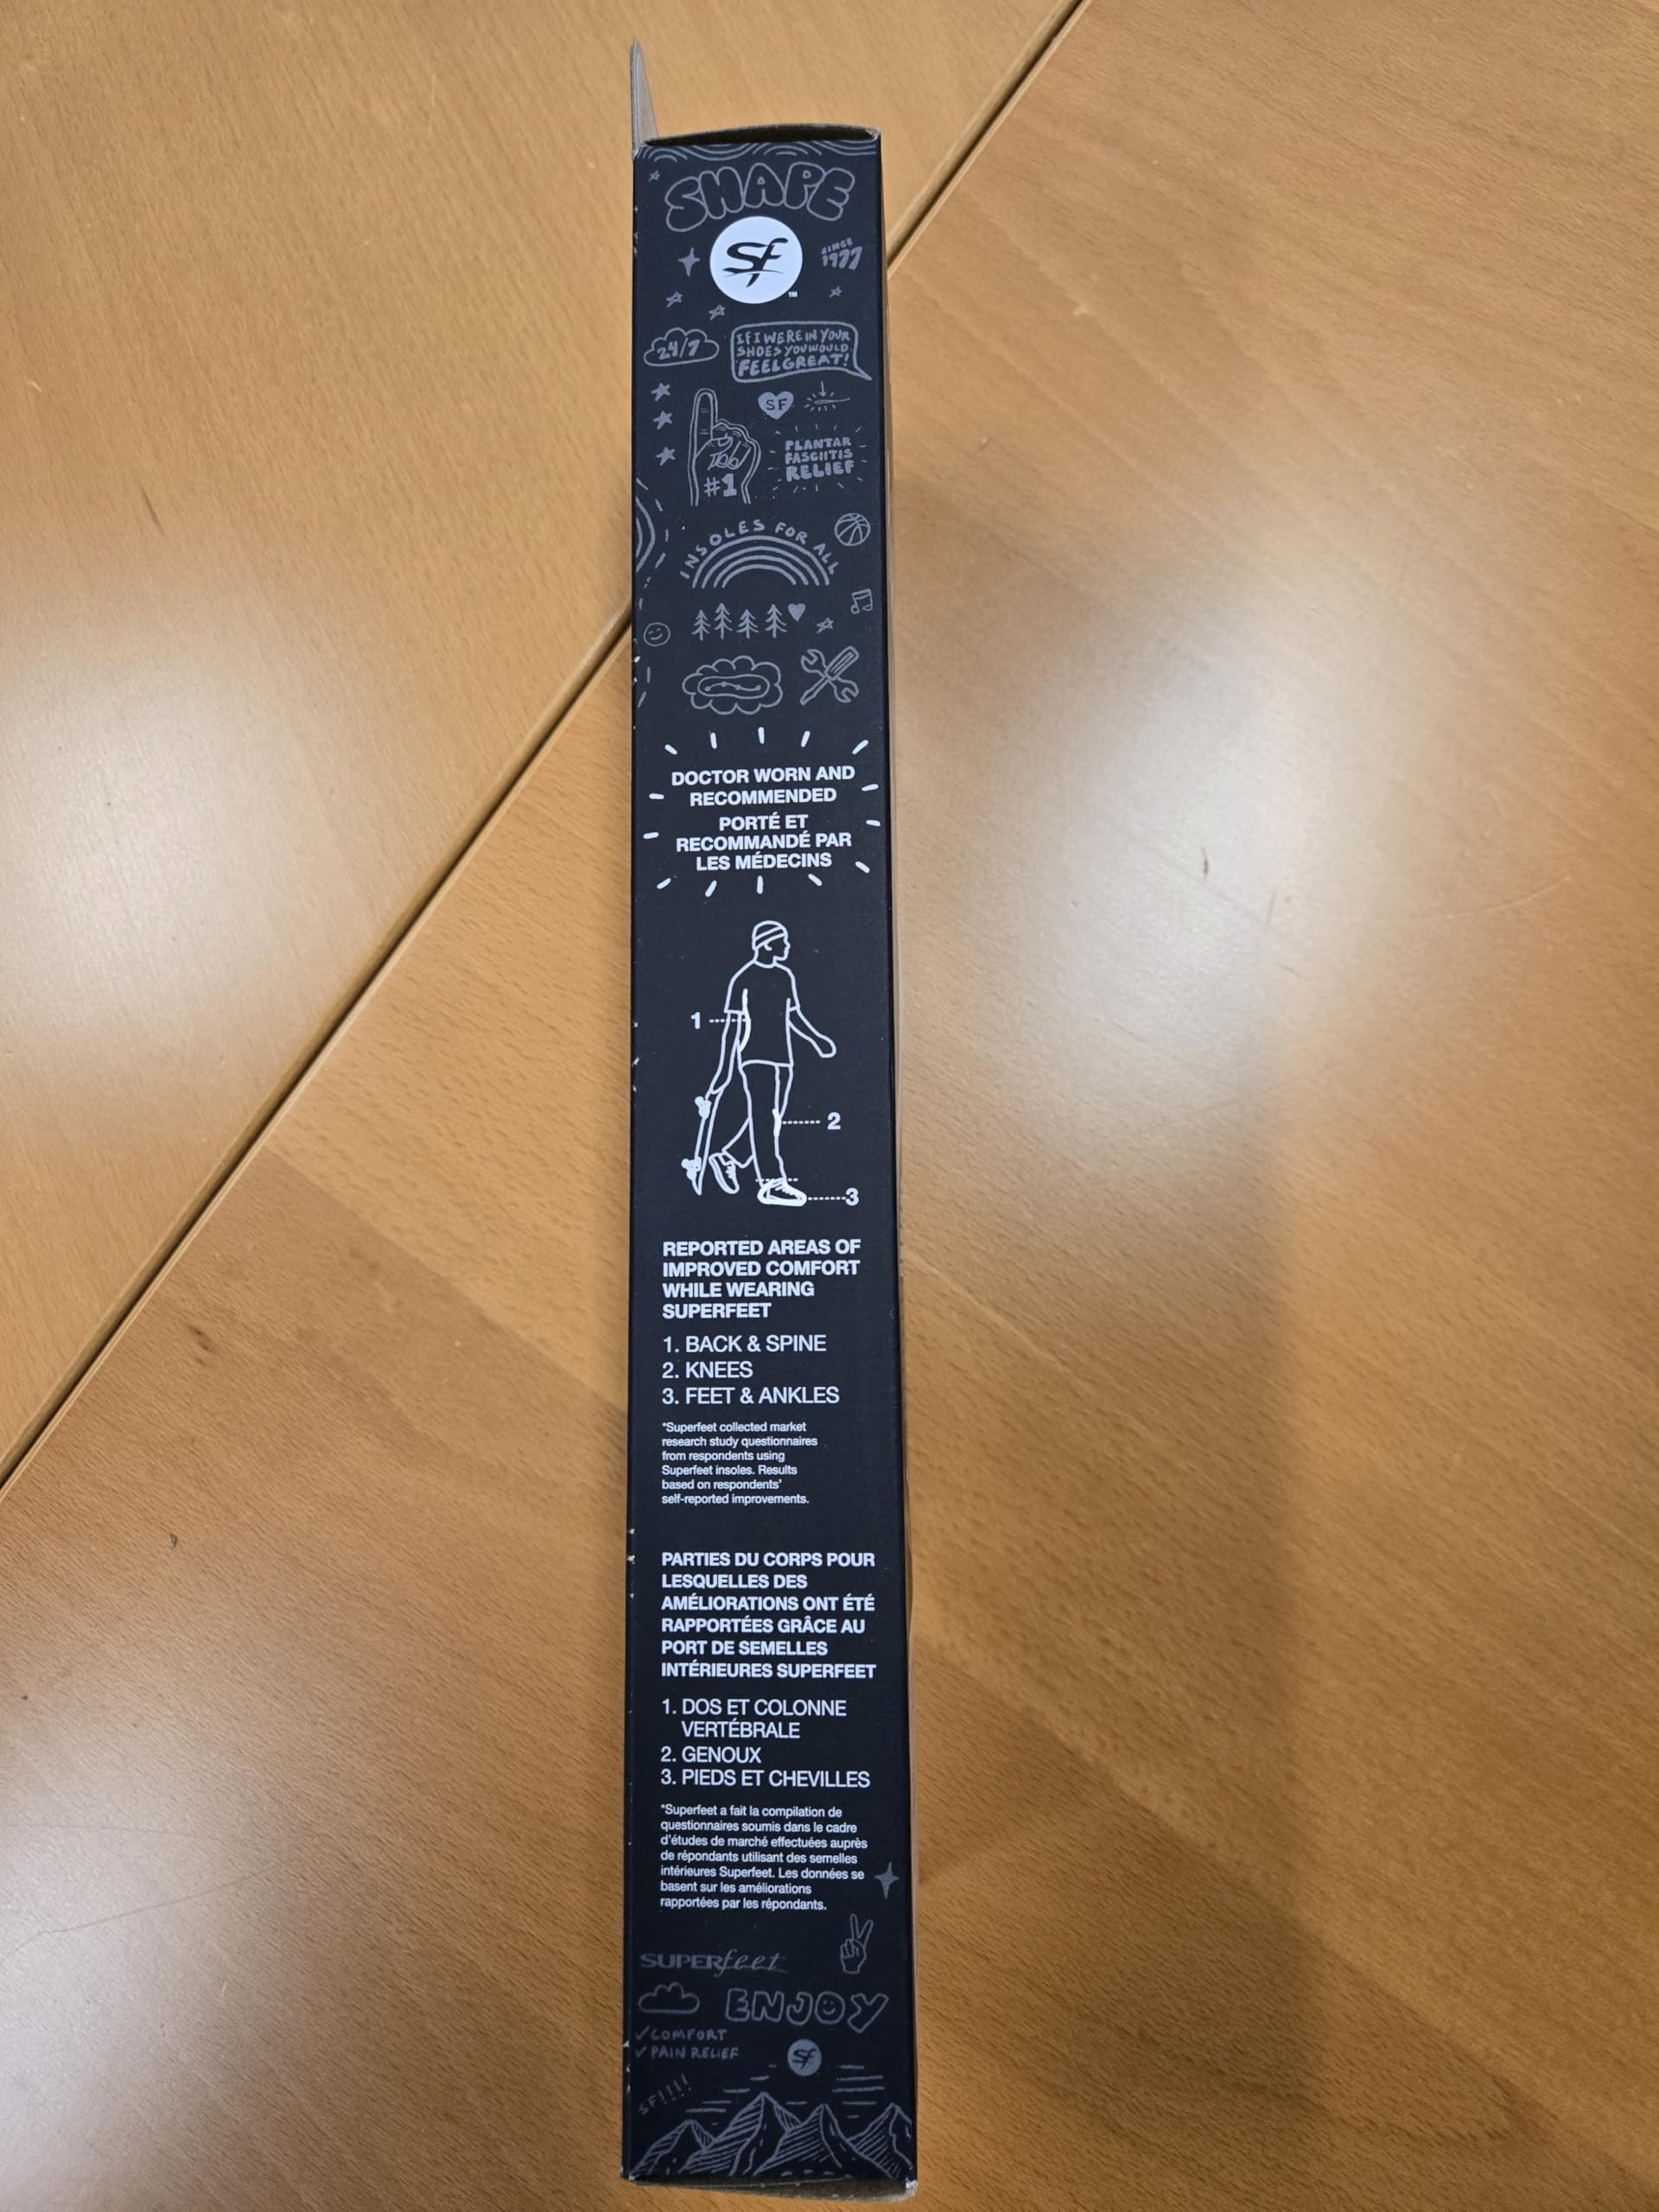 SHAPE
SF
™
SINCE
1977
24/7
IF I WERE IN YOUR
SHOES YOU WOULD
FEEL GREAT!
SF
PLANTAR
FASCIITIS
RELIEF
#1
INSOLES FOR ALL
DOCTOR WORN AND
RECOMMENDED
PORTÉ ET
RECOMMANDÉ PAR
LES MÉDECINS
1
2
3
REPORTED AREAS OF
IMPROVED COMFORT
WHILE WEARING
SUPERFEET
1. BACK & SPINE
2. KNEES
3. FEET & ANKLES
*Superfeet collected market
research study questionnaires
from respondents using
Superfeet insoles. Results
based on respondents'
self-reported improvements.
PARTIES DU CORPS POUR
LESQUELLES DES
AMÉLIORATIONS ONT ÉTÉ
RAPPORTÉES GRÂCE AU
PORT DE SEMELLES
INTÉRIEURES SUPERFEET
1. DOS ET COLONNE
VERTÉBRALE
2. GENOUX
3. PIEDS ET CHEVILLES
*Superfeet a fait la compilation de
questionnaires soumis dans le cadre
d'études de marché effectuées auprès
de répondants utilisant des semelles
intérieures Superfeet. Les données se
basent sur les améliorations
rapportées par les répondants.
SUPERfeet
ENJOY
✓COMFORT
✓PAIN RELIEF
SF
SF!!!!